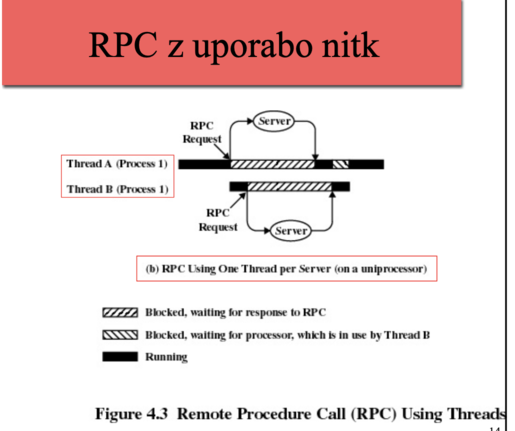 RPC z uporabo nitk
RPC
Request
Server
Thread A (Process 1)
Thread B (Process 1)
RPC
Request
Server
(b) RPC Using One Thread per Server (on a uniprocessor)
Blocked, waiting for response to RPC
Blocked, waiting for processor, which is in use by Thread B
Running
Figure 4.3 Remote Procedure Call (RPC) Using Threads
14